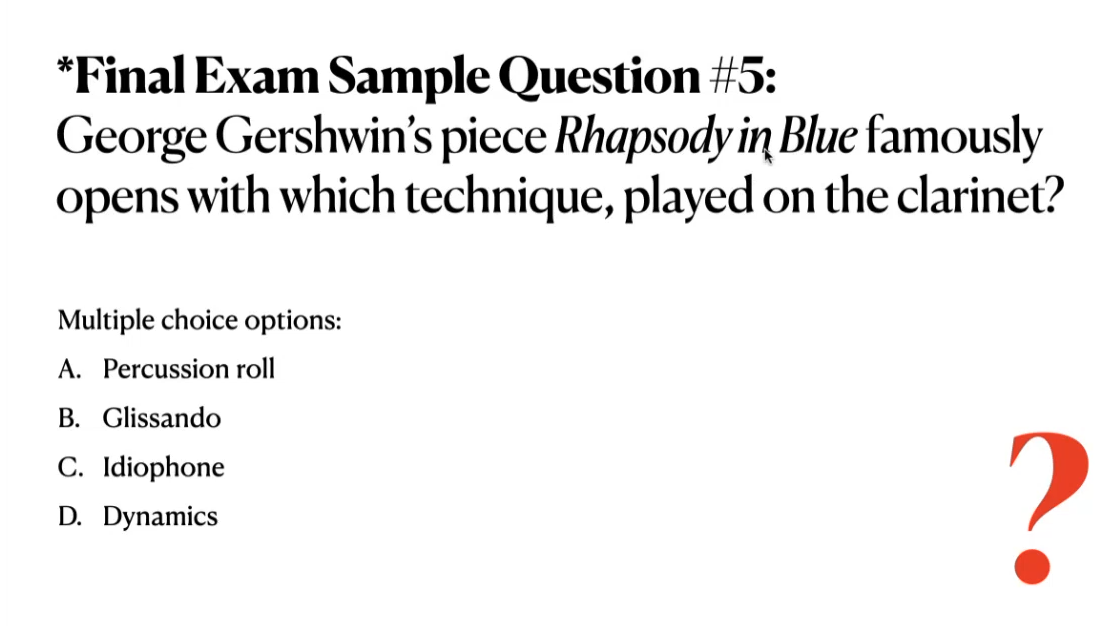 *Final Exam Sample Question #5:
George Gershwin’s piece Rhapsody in Blue famously
opens with which technique, played on the clarinet?
Multiple choice options:
A. Percussion roll
B. Glissando
C. Idiophone
D. Dynamics
?